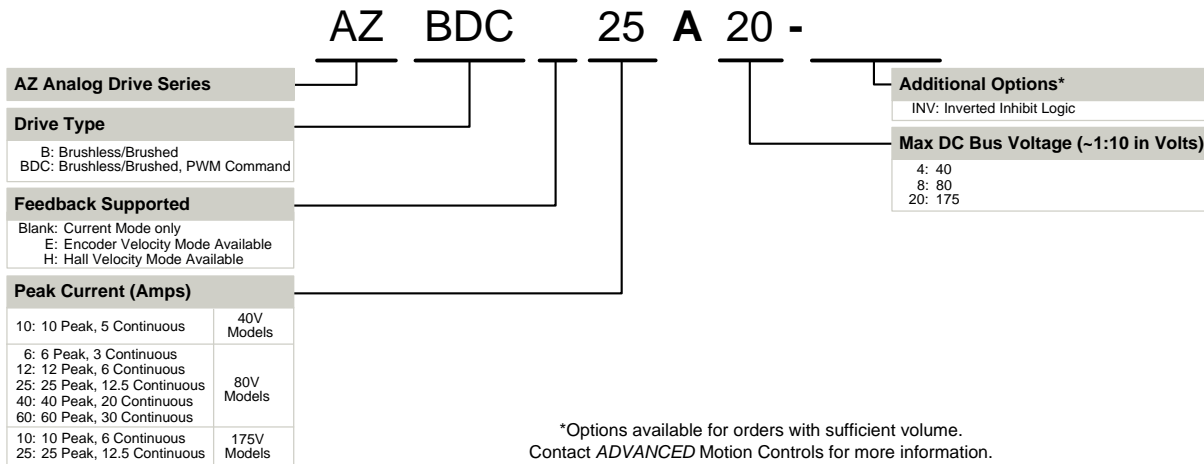 AZ BDC 25 A 20 -
AZ Analog Drive Series
Drive Type
B: Brushless/Brushed
BDC: Brushless/Brushed, PWM Command
Feedback Supported
Blank: Current Mode only
E: Encoder Velocity Mode Available
H: Hall Velocity Mode Available
Peak Current (Amps)
10: 10 Peak, 5 Continuous
40V
Models
6: 6 Peak, 3 Continuous
12: 12 Peak, 6 Continuous
25: 25 Peak, 12.5 Continuous
40: 40 Peak, 20 Continuous
60: 60 Peak, 30 Continuous
80V
Models
10: 10 Peak, 6 Continuous
25: 25 Peak, 12.5 Continuous
175V
Models
Additional Options*
INV: Inverted Inhibit Logic
Max DC Bus Voltage (~1:10 in Volts)
4: 40
8: 80
20: 175
*Options available for orders with sufficient volume.
Contact ADVANCED Motion Controls for more information.